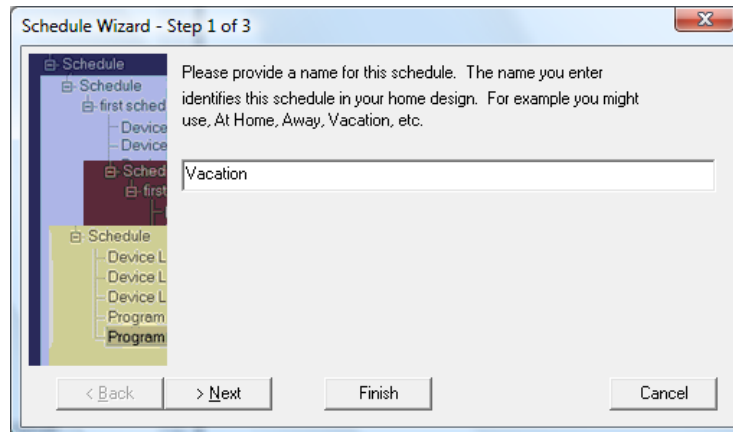 Schedule Wizard - Step 1 of 3
Schedule
Schedule
first sched
Device
Device
Sched
first
Schedule
Device L
Device L
Device L
Program
Program
Please provide a name for this schedule. The name you enter
identifies this schedule in your home design. For example you might
use, At Home, Away, Vacation, etc.
Vacation
< Back
> Next
Finish
Cancel